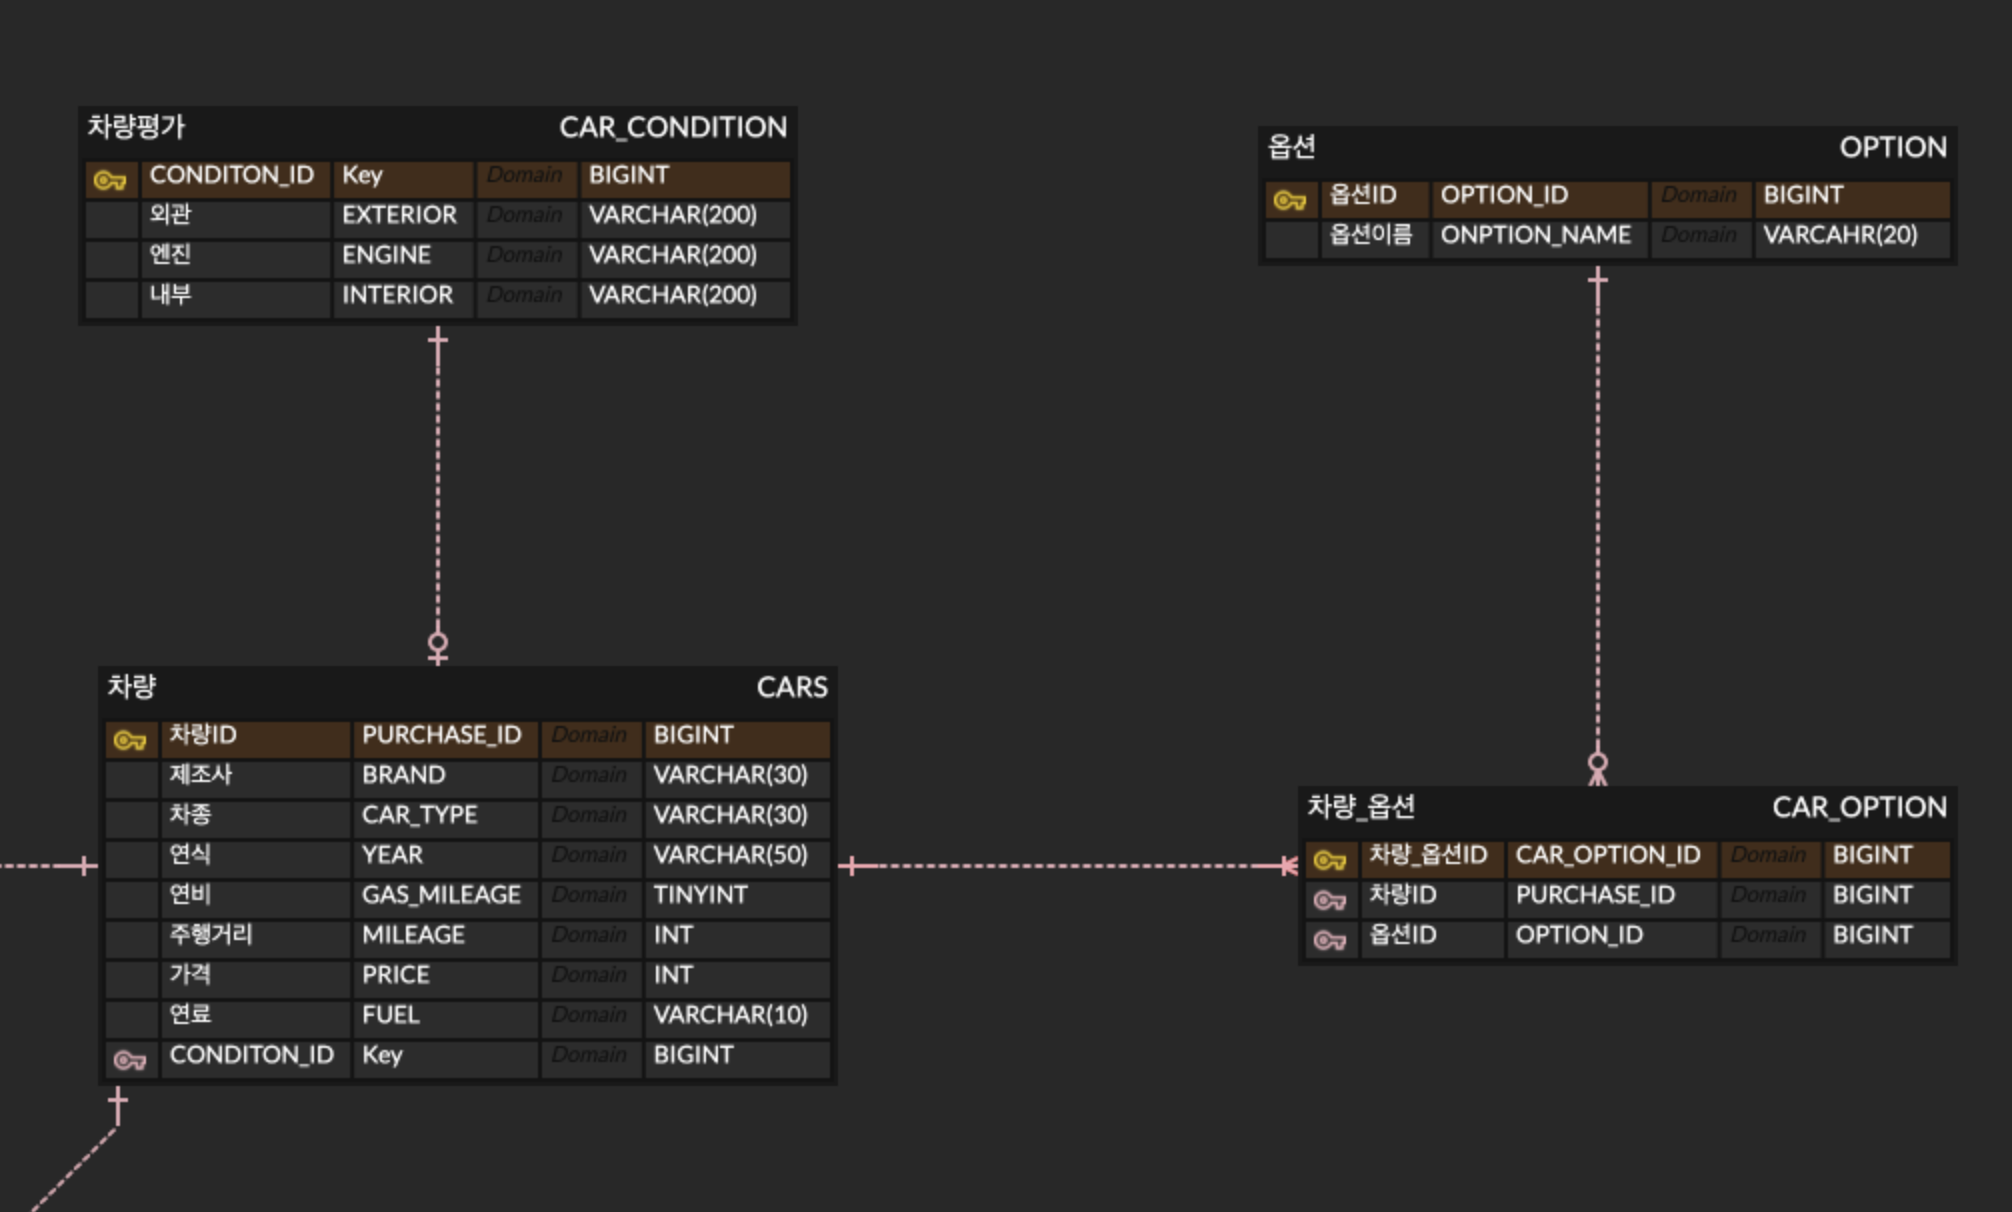 차량평가 CAR_CONDITION
CONDITON_ID Key Domain BIGINT
외관 EXTERIOR Domain VARCHAR(200)
엔진 ENGINE Domain VARCHAR(200)
내부 INTERIOR Domain VARCHAR(200)
옵션 OPTION
옵션ID OPTION_ID Domain BIGINT
옵션이름 ONPTION_NAME Domain VARCAHR(20)
차량 CARS
차량ID PURCHASE_ID Domain BIGINT
제조사 BRAND Domain VARCHAR(30)
차종 CAR_TYPE Domain VARCHAR(30)
연식 YEAR Domain VARCHAR(50)
연비 GAS_MILEAGE Domain TINYINT
주행거리 MILEAGE Domain INT
가격 PRICE Domain INT
연료 FUEL Domain VARCHAR(10)
CONDITON_ID Key Domain BIGINT
차량_옵션 CAR_OPTION
차량_옵션ID CAR_OPTION_ID Domain BIGINT
차량ID PURCHASE_ID Domain BIGINT
옵션ID OPTION_ID Domain BIGINT